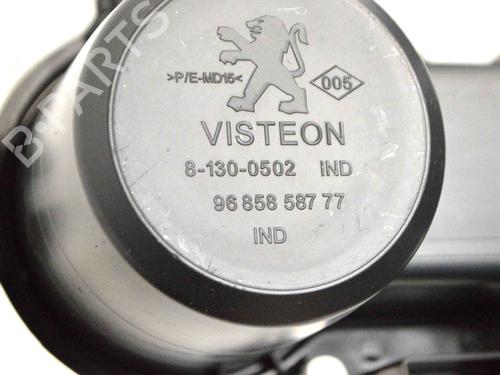 B-PARTS
>P/E-MD15<
005
VISTEON
8-130-0502 IND
96 858 587 77
IND